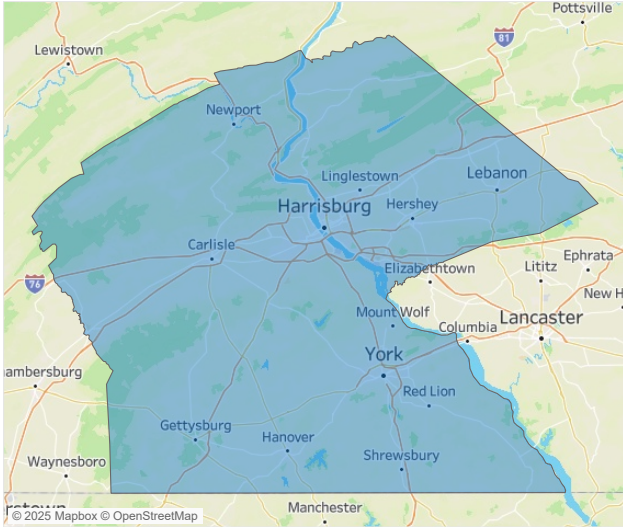 Pottsville
81
Lewistown
Newport
Linglestown
Lebanon
Harrisburg
Hershey
Carlisle
Ephrata
Elizabethtown
Lititz
76
New H
Mount Wolf
Lancaster
Columbia
York
ambersburg
Red Lion
Gettysburg
Hanover
Shrewsbury
Waynesboro
Manchester
© 2025 Mapbox © OpenStreetMap